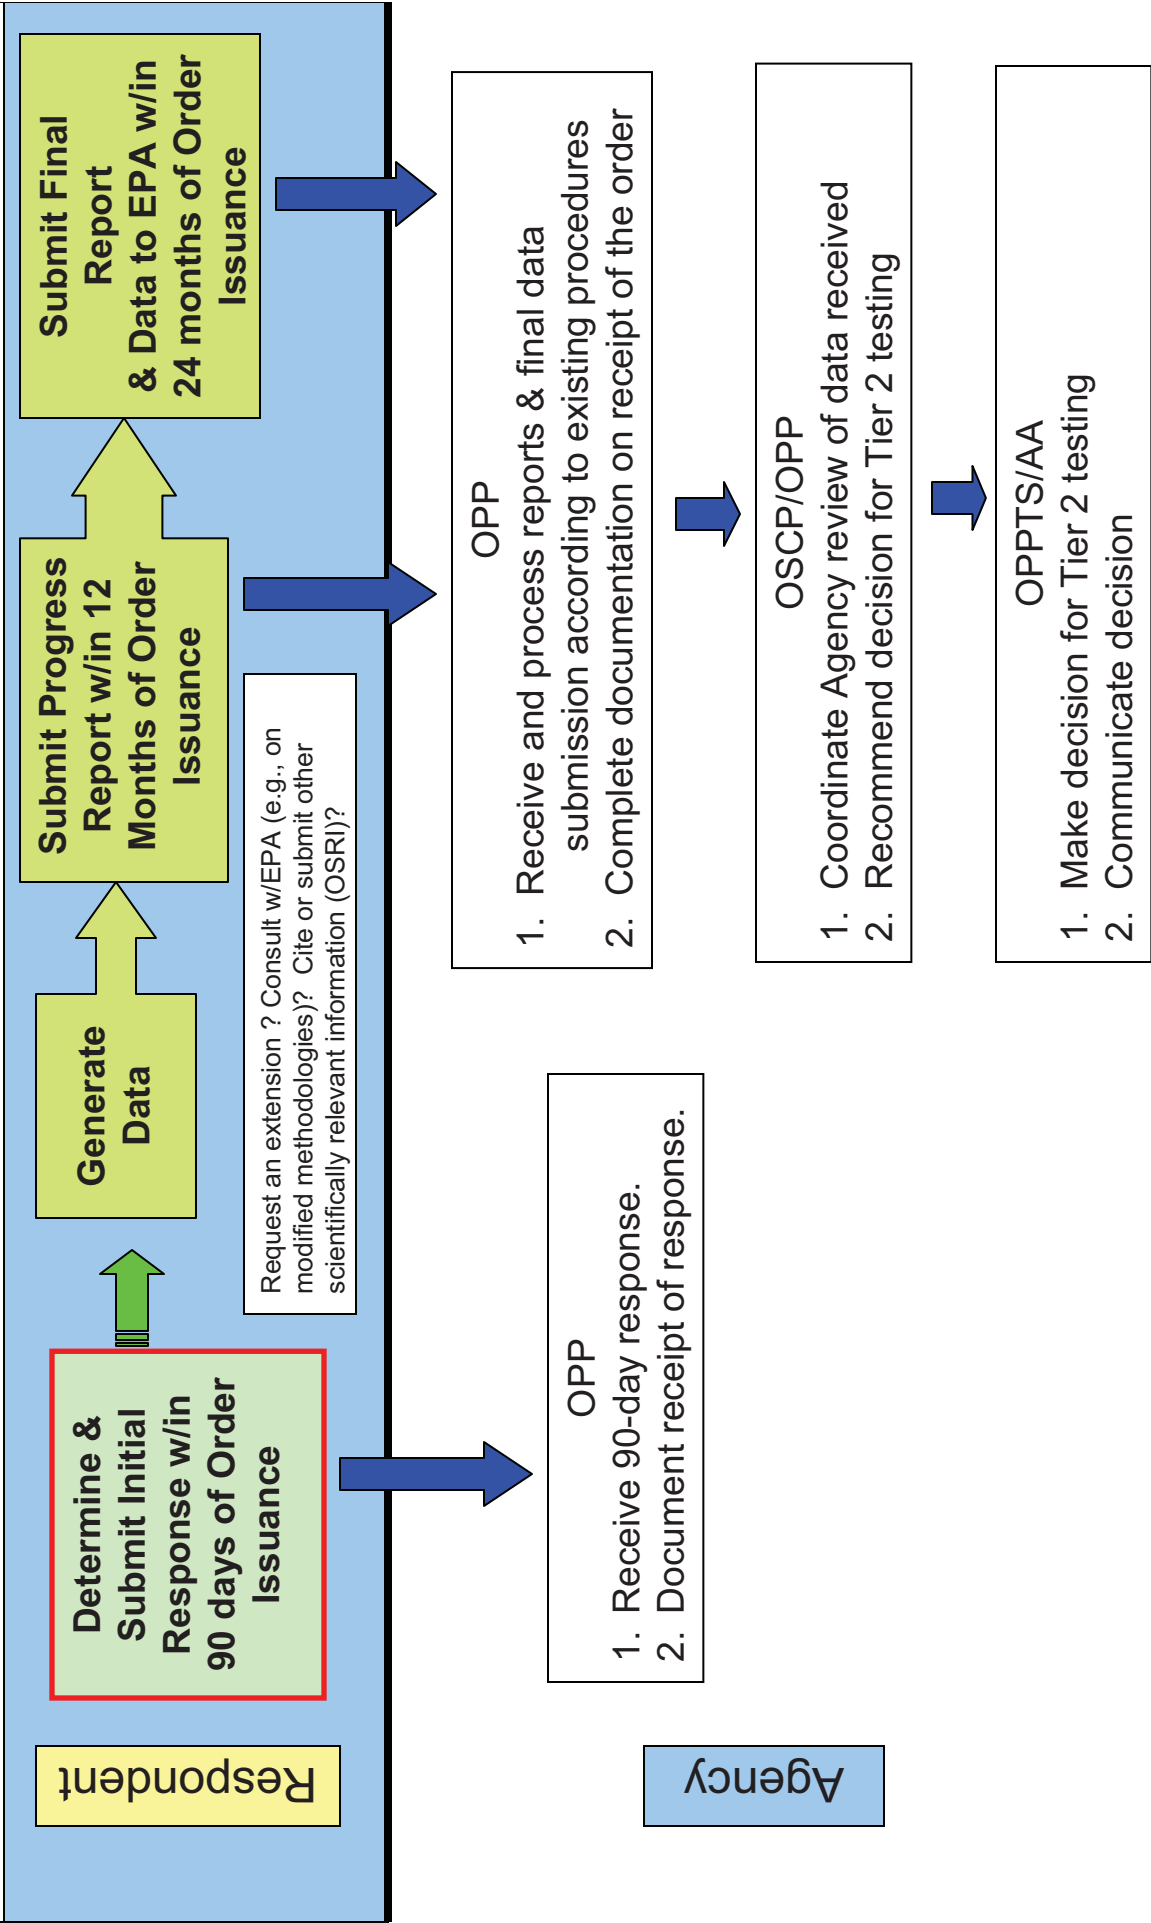 Respondent
Determine &
Submit Initial
Response w/in
90 days of Order
Issuance
Generate
Data
Submit Progress
Report w/in 12
Months of Order
Issuance
Submit Final
Report
& Data to EPA w/in
24 months of Order
Issuance
Request an extension ? Consult w/EPA (e.g., on
modified methodologies)? Cite or submit other
scientifically relevant information (OSRI)?
Agency
OPP
1. Receive 90-day response.
2. Document receipt of response.
OPP
1. Receive and process reports & final data
submission according to existing procedures
2. Complete documentation on receipt of the order
OSCP/OPP
1. Coordinate Agency review of data received
2. Recommend decision for Tier 2 testing
OPPTS/AA
1. Make decision for Tier 2 testing
2. Communicate decision